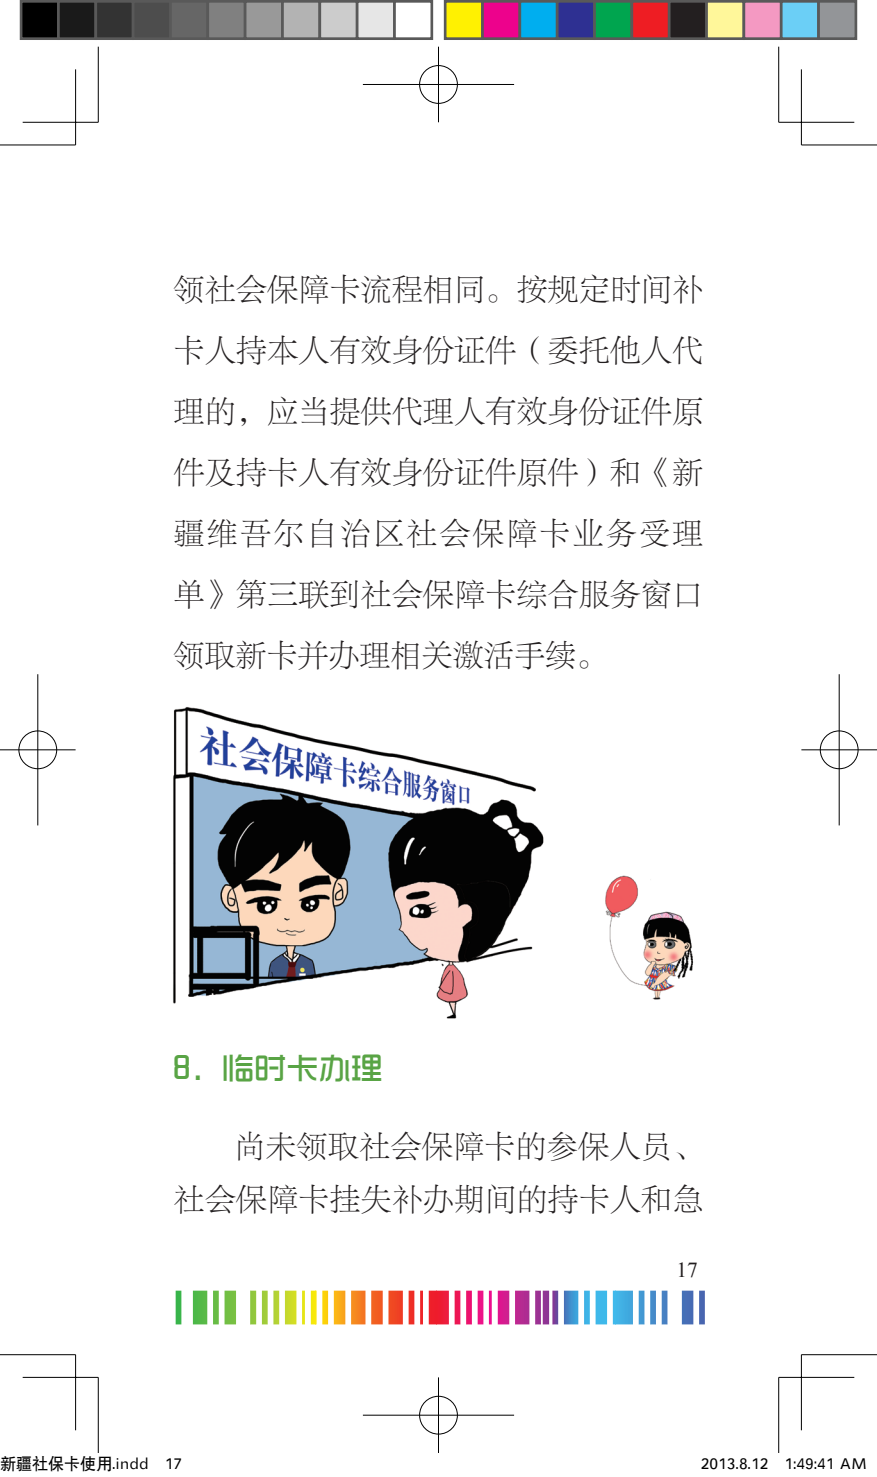 领社会保障卡流程相同。按规定时间补
卡人持本人有效身份证件（委托他人代
理的，应当提供代理人有效身份证件原
件及持卡人有效身份证件原件）和《新
疆维吾尔自治区社会保障卡业务受理
单》第三联到社会保障卡综合服务窗口
领取新卡并办理相关激活手续。
社会保障卡综合服务窗口
8. 临时卡办理
尚未领取社会保障卡的参保人员、
社会保障卡挂失补办期间的持卡人和急
17
新疆社保卡使用.indd 17
2013.8.12 1:49:41 AM